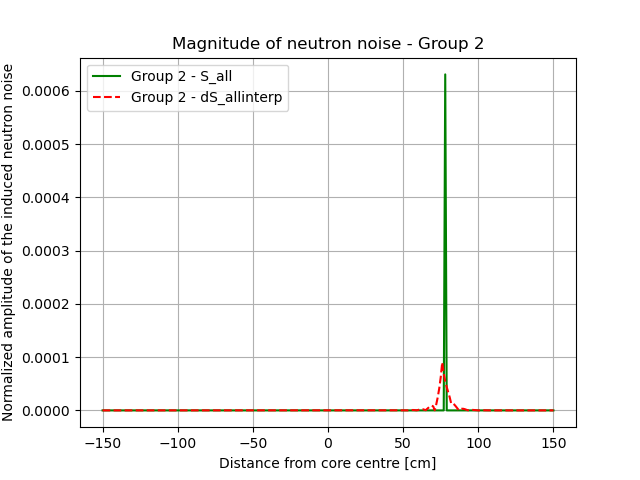 Magnitude of neutron noise - Group 2
Group 2 - S_all
Group 2 - dS_allinterp
Normalized amplitude of the induced neutron noise
0.0006
0.0005
0.0004
0.0003
0.0002
0.0001
0.0000
−150
−100
−50
0
50
100
150
Distance from core centre [cm]